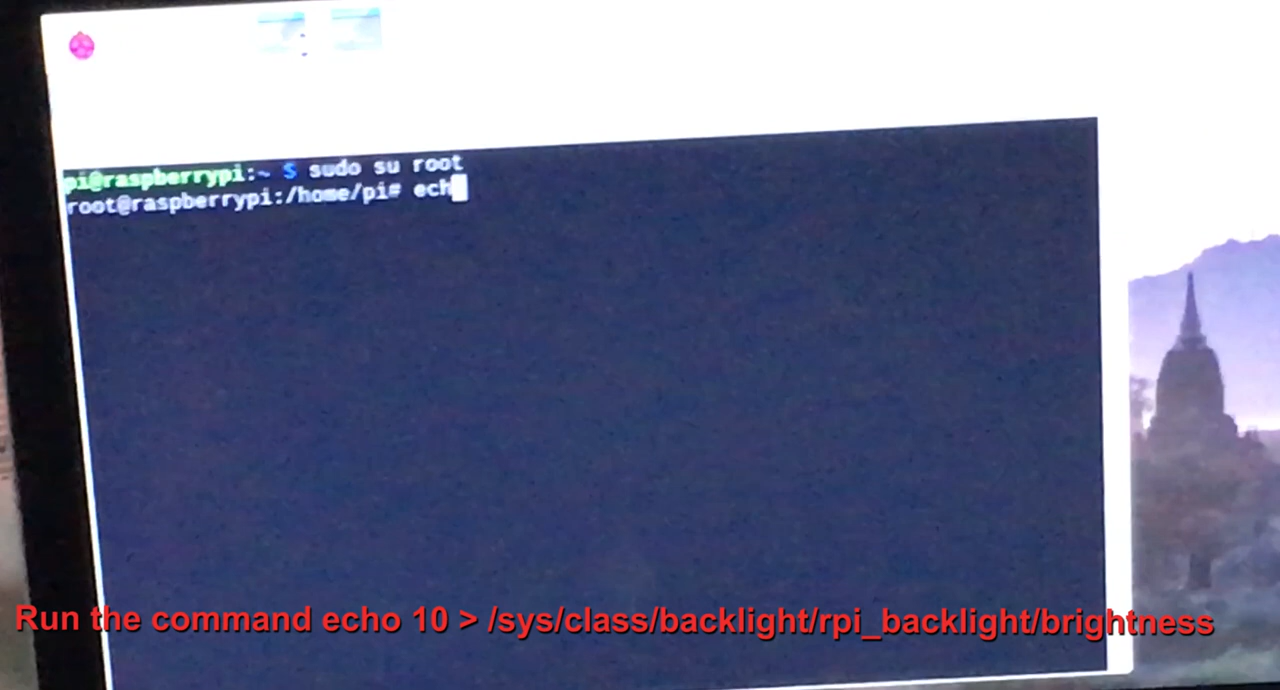 pi@raspberrypi:~ $ sudo su root
root@raspberrypi:/home/pi# ech
Run the command echo 10 > /sys/class/backlight/rpi_backlight/brightness